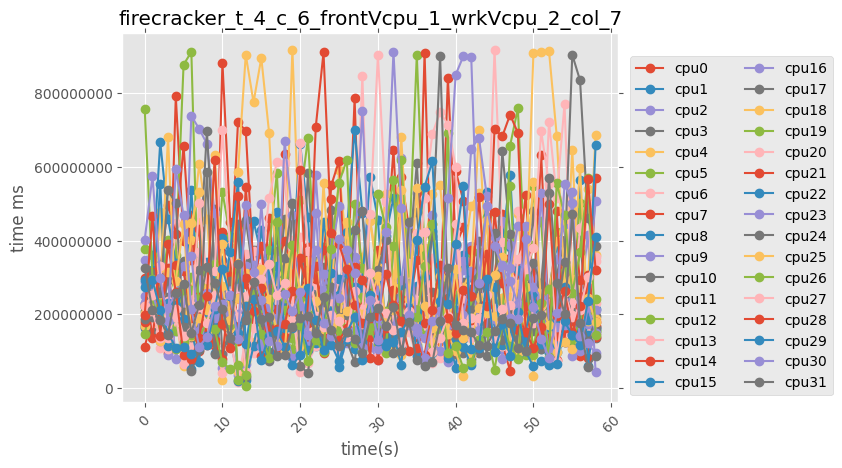 firecracker_t_4_c_6_frontVcpu_1_wrkVcpu_2_col_7
time ms
800000000
600000000
400000000
200000000
0
0
10
20
30
40
50
60
time(s)
cpu0
cpu1
cpu2
cpu3
cpu4
cpu5
cpu6
cpu7
cpu8
cpu9
cpu10
cpu11
cpu12
cpu13
cpu14
cpu15
cpu16
cpu17
cpu18
cpu19
cpu20
cpu21
cpu22
cpu23
cpu24
cpu25
cpu26
cpu27
cpu28
cpu29
cpu30
cpu31